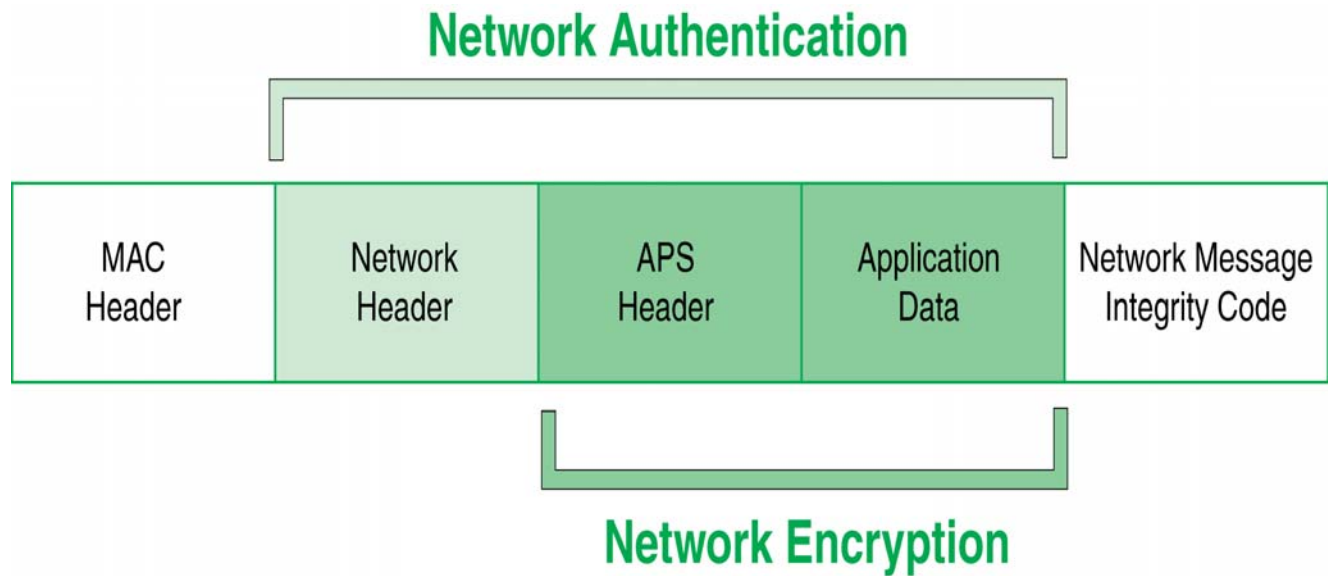 Network Authentication
MAC
Header
Network
Header
APS
Header
Application
Data
Network Message
Integrity Code
Network Encryption